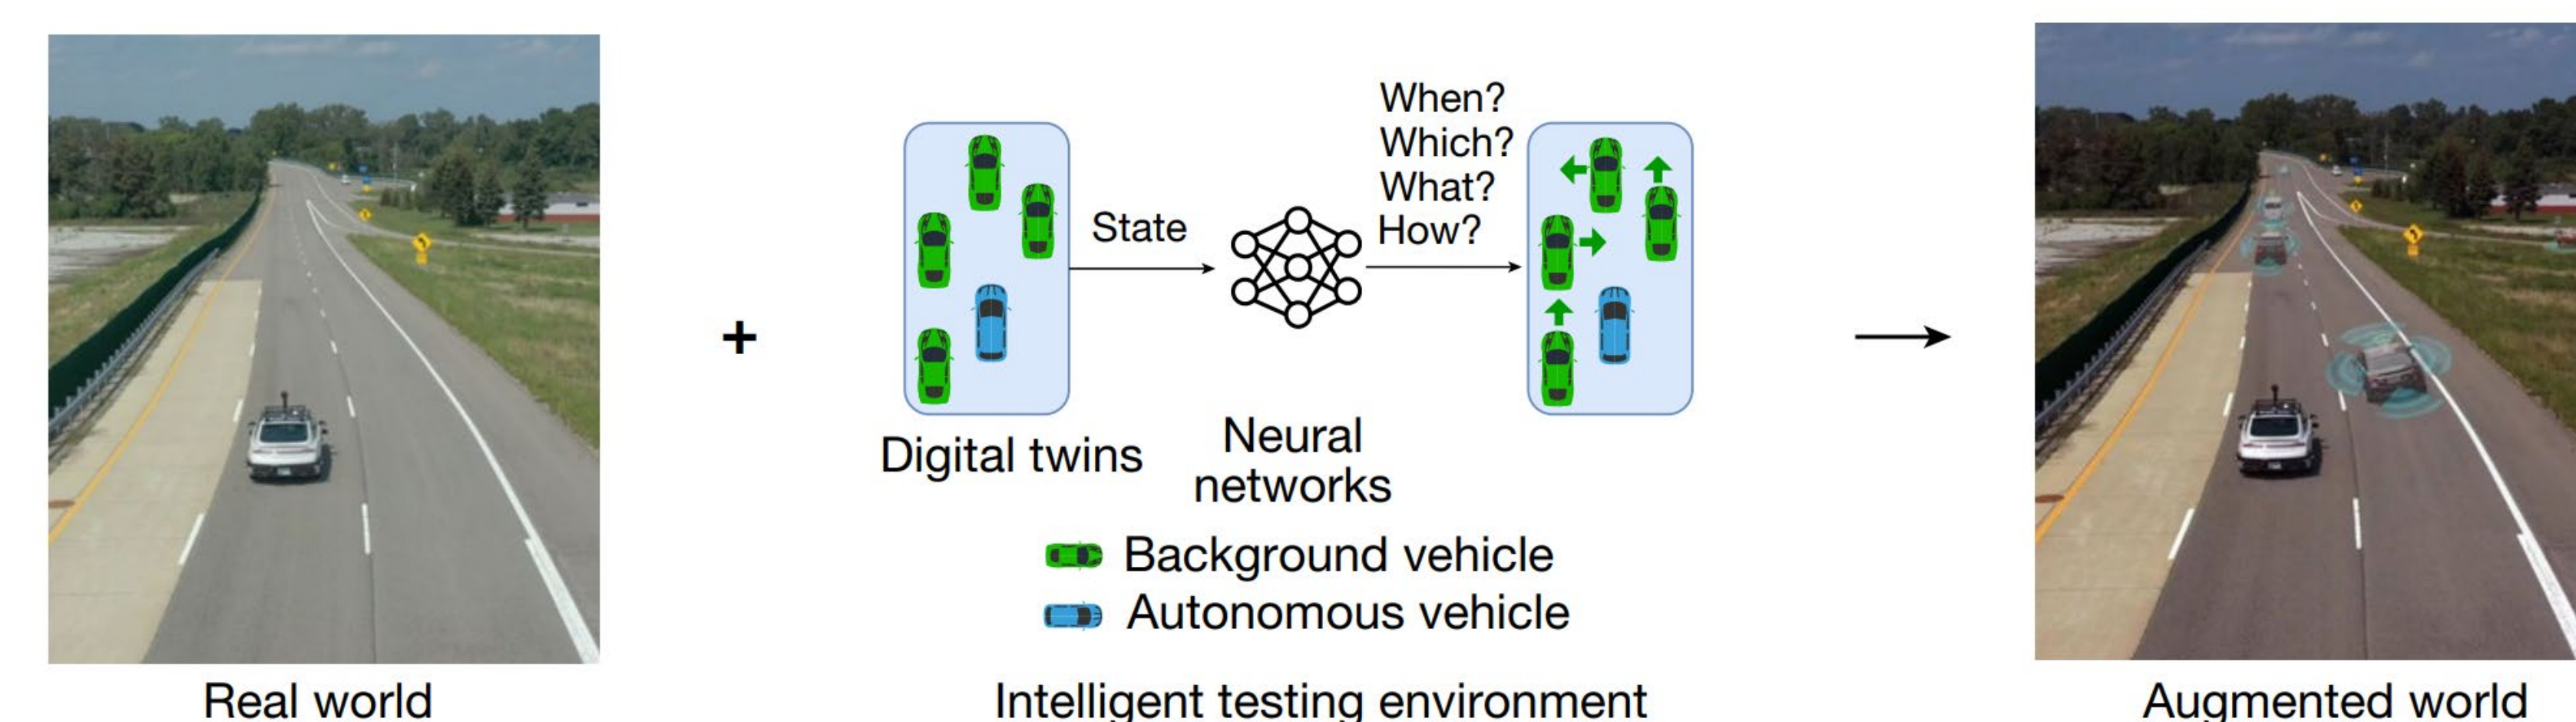 When?
Which?
What?
How?
State
Digital twins
Neural
networks
Background vehicle
Autonomous vehicle
Real world
Intelligent testing environment
Augmented world